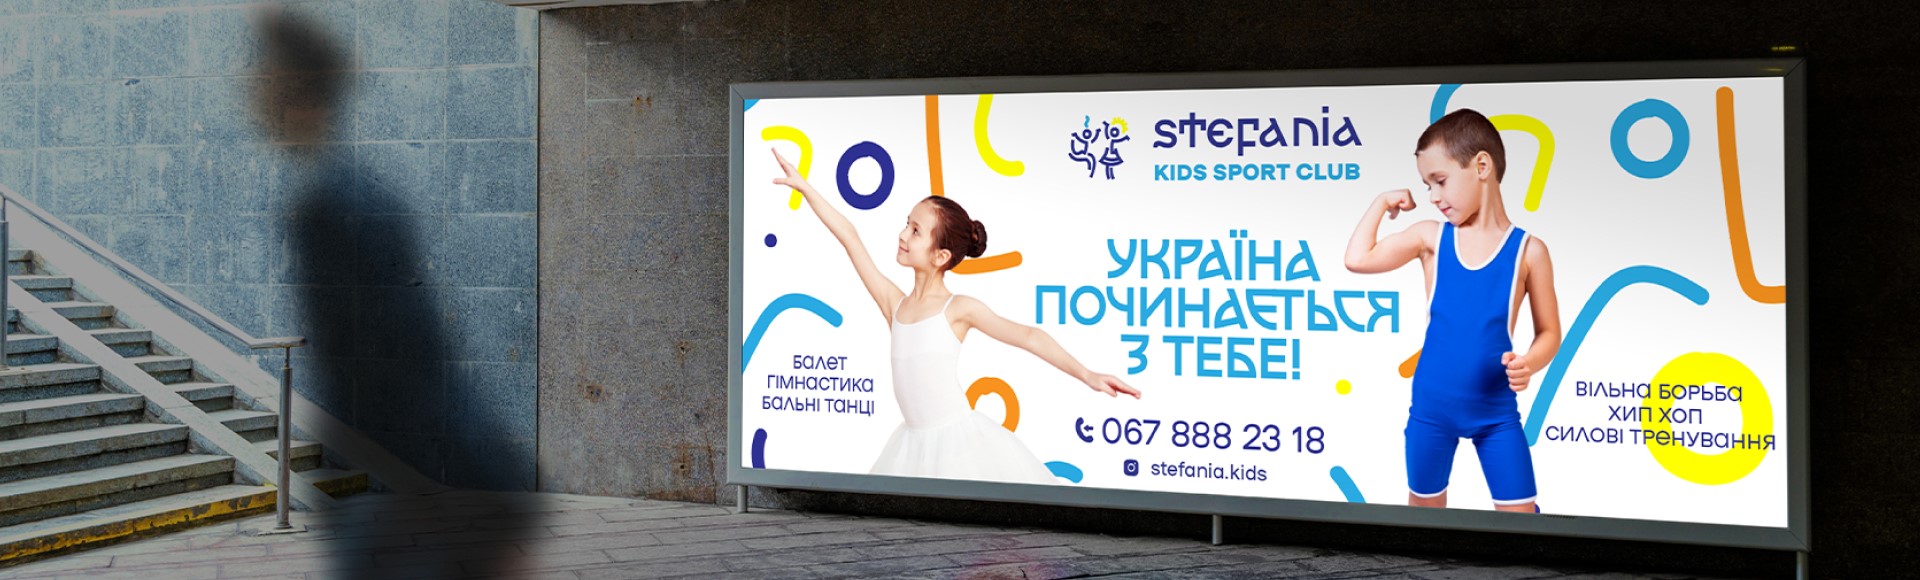 stefania
KIDS SPORT CLUB
УКРАЇНА
ПОЧИНАЄТЬСЯ
З ТЕБЕ!
балет
гімнастика
бальні танці
вільна борьба
хип хоп
силові тренування
067 888 23 18
stefania.kids